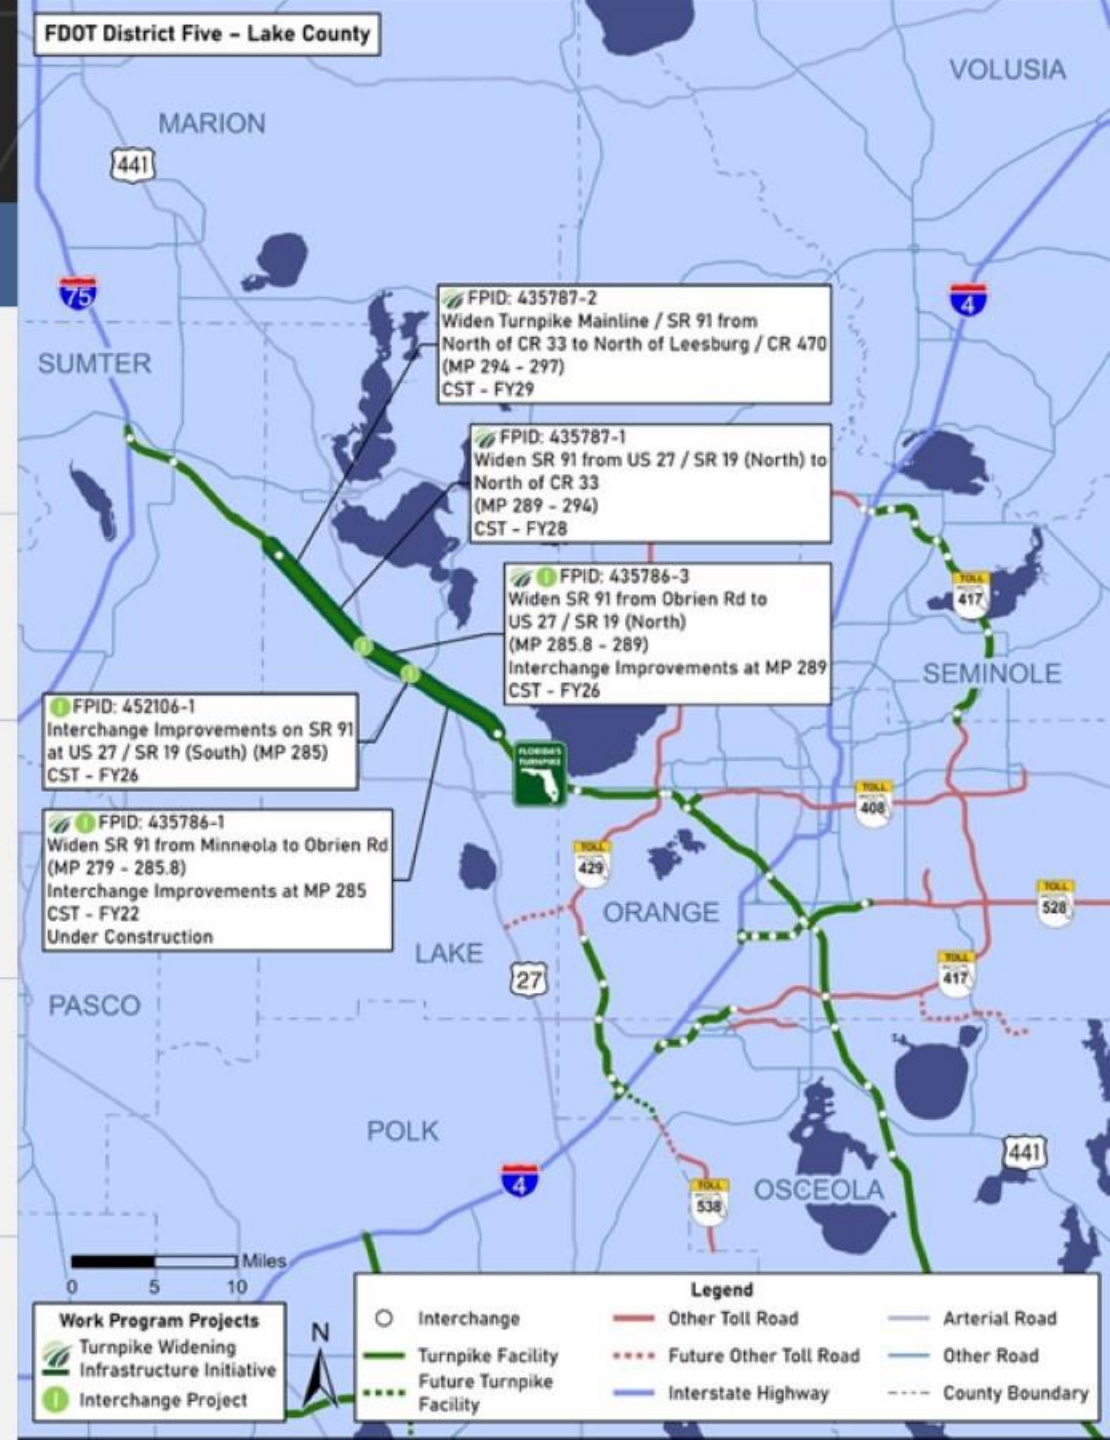 FDOT District Five – Lake County
VOLUSIA
MARION
441
75
4
SUMTER
FPID: 435787-2
Widen Turnpike Mainline / SR 91 from
North of CR 33 to North of Leesburg / CR 470
(MP 294 - 297)
CST - FY29
FPID: 435787-1
Widen SR 91 from US 27 / SR 19 (North) to
North of CR 33
(MP 289 - 294)
CST - FY28
FPID: 435786-3
Widen SR 91 from Obrien Rd to
US 27 / SR 19 (North)
(MP 285.8 - 289)
Interchange Improvements at MP 289
CST - FY26
TOLL
417
SEMINOLE
FPID: 452106-1
Interchange Improvements on SR 91
at US 27 / SR 19 (South) (MP 285)
CST - FY26
FLORIDA'S
TURNPIKE
TOLL
408
FPID: 435786-1
Widen SR 91 from Minneola to Obrien Rd
(MP 279 - 285.8)
Interchange Improvements at MP 285
CST - FY22
Under Construction
TOLL
429
ORANGE
TOLL
528
LAKE
27
TOLL
417
PASCO
POLK
441
4
OSCEOLA
TOLL
538
Miles
0 5 10
Work Program Projects
Turnpike Widening
Infrastructure Initiative
I Interchange Project
N
Legend
Interchange
Turnpike Facility
Future Turnpike
Facility
Other Toll Road
Future Other Toll Road
Interstate Highway
Arterial Road
Other Road
County Boundary